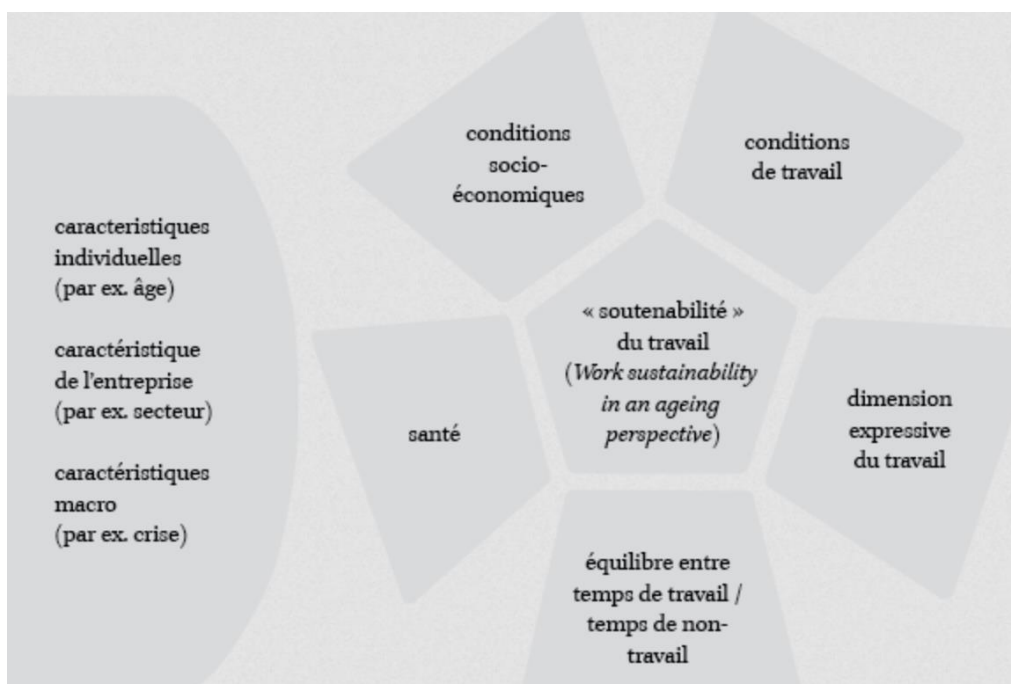 caracteristiques
individuelles
(par ex. âge)
caractéristique
de l'entreprise
(par ex. secteur)
caractéristiques
macro
(par ex. crise)
conditions
socio-
économiques
conditions
de travail
« soutenabilité »
du travail
(Work sustainability
in an ageing
perspective)
santé
dimension
expressive
du travail
équilibre entre
temps de travail /
temps de non-
travail